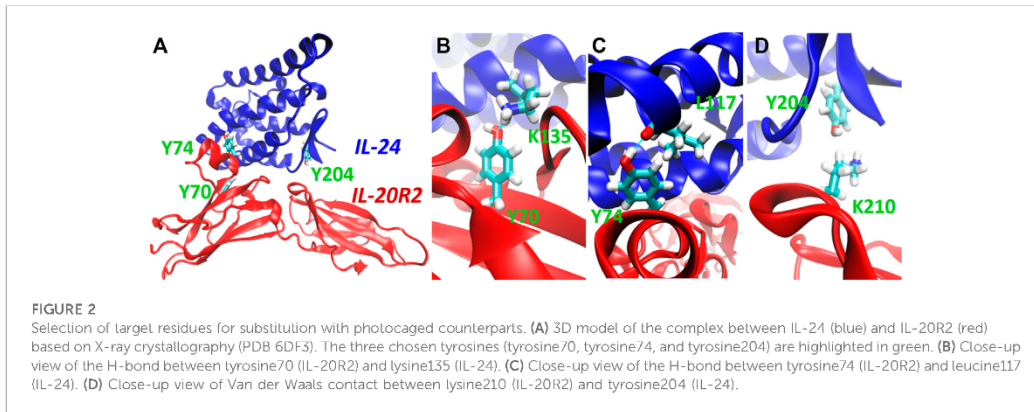 A
B
C
D
L117
Y204
K135
Y74
IL-24
Y204
Y70
IL-20R2
K210
Y70
Y74
FIGURE 2
Selection of target residues for substitution with photocaged counterparts. (A) 3D model of the complex between IL-24 (blue) and IL-20R2 (red)
based on X-ray crystallography (PDB 6DF3). The three chosen tyrosines (tyrosine70, tyrosine74, and tyrosine204) are highlighted in green. (B) Close-up
view of the H-bond between tyrosine70 (IL-20R2) and lysine135 (IL-24). (C) Close-up view of the H-bond between tyrosine74 (IL-20R2) and leucine117
(IL-24). (D) Close-up view of Van der Waals contact between lysine210 (IL-20R2) and tyrosine204 (IL-24).